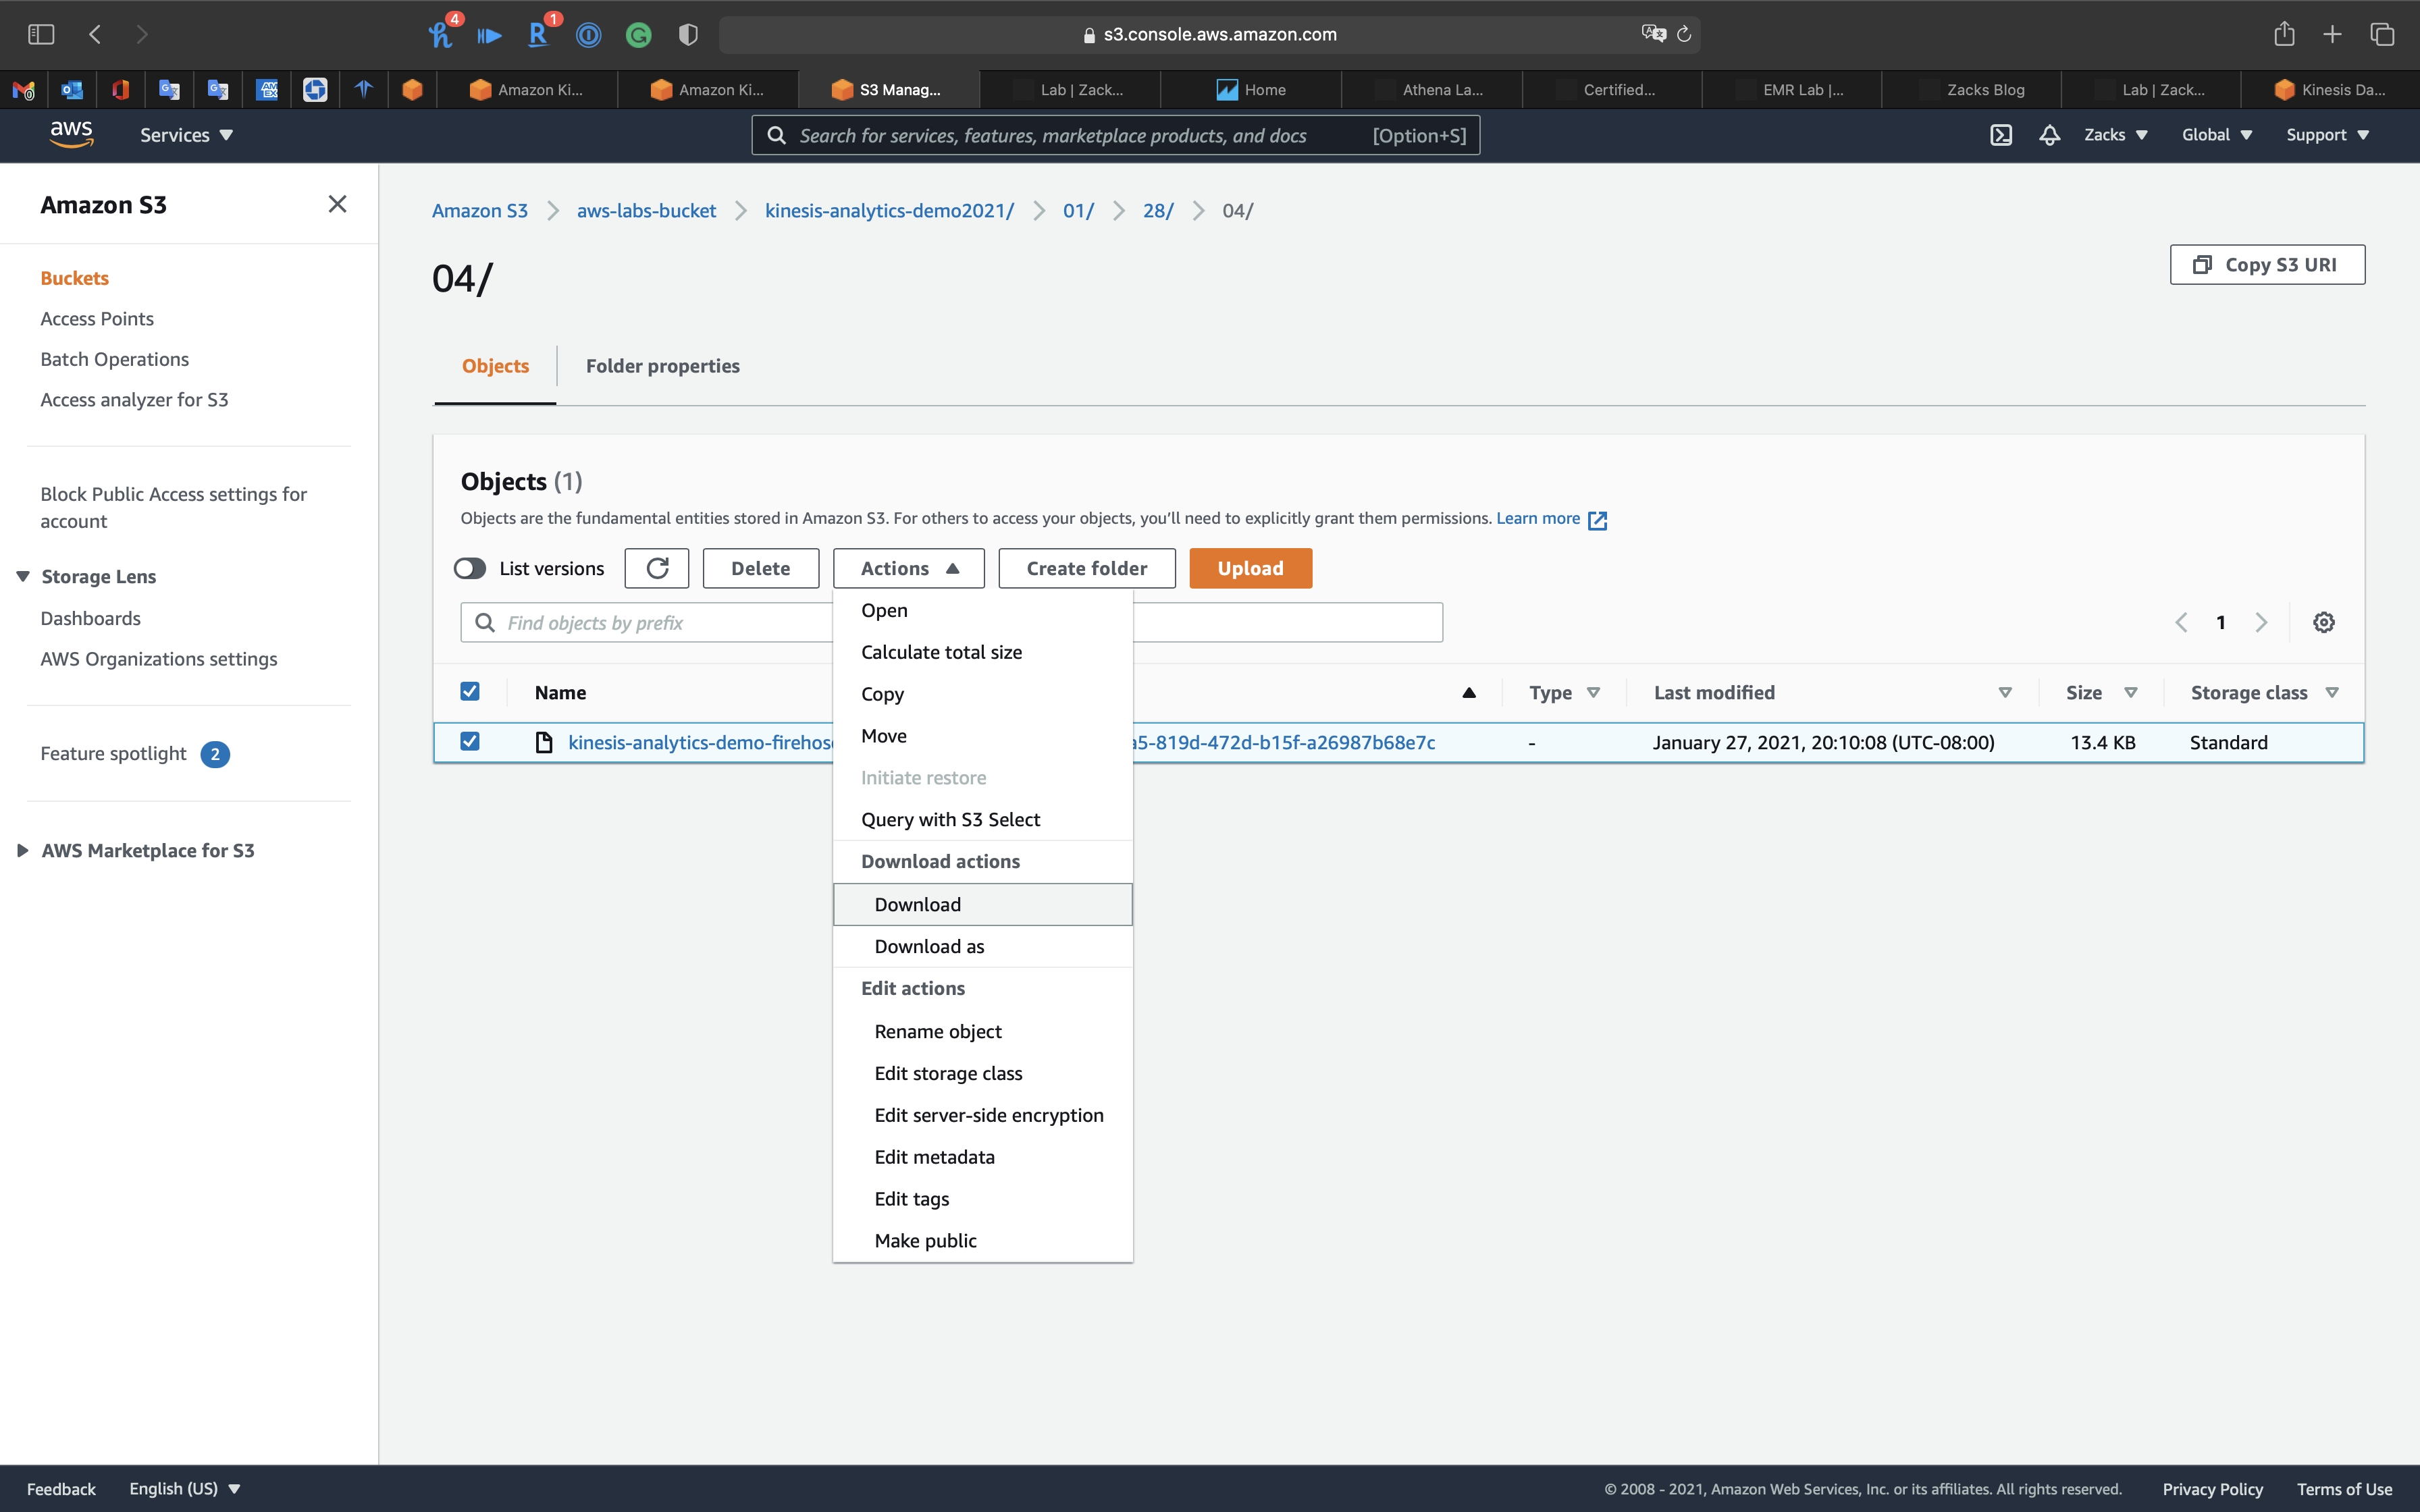 4
1
s3.console.aws.amazon.com
Amazon Ki...
Amazon Ki...
S3 Manag...
Lab | Zack...
Home
Athena La...
Certified...
EMR Lab |...
Zacks Blog
Lab | Zack...
Kinesis Da...
aws
Services
Search for services, features, marketplace products, and docs
[Option+S]
Zacks
Global
Support
Amazon S3
Buckets
Access Points
Batch Operations
Access analyzer for S3
Block Public Access settings for
account
Storage Lens
Dashboards
AWS Organizations settings
Feature spotlight 2
AWS Marketplace for S3
Amazon S3 > aws-labs-bucket > kinesis-analytics-demo2021/ > 01/ > 28/ > 04/
04/
Copy S3 URI
Objects
Folder properties
Objects (1)
Objects are the fundamental entities stored in Amazon S3. For others to access your objects, you’ll need to explicitly grant them permissions. Learn more
List versions
Delete
Actions
Create folder
Upload
Find objects by prefix
1
Name
Type
Last modified
Size
Storage class
kinesis-analytics-demo-firehos
5-819d-472d-b15f-a26987b68e7c
-
January 27, 2021, 20:10:08 (UTC-08:00)
13.4 KB
Standard
Open
Calculate total size
Copy
Move
Initiate restore
Query with S3 Select
Download actions
Download
Download as
Edit actions
Rename object
Edit storage class
Edit server-side encryption
Edit metadata
Edit tags
Make public
Feedback
English (US)
© 2008 - 2021, Amazon Web Services, Inc. or its affiliates. All rights reserved.
Privacy Policy
Terms of Use